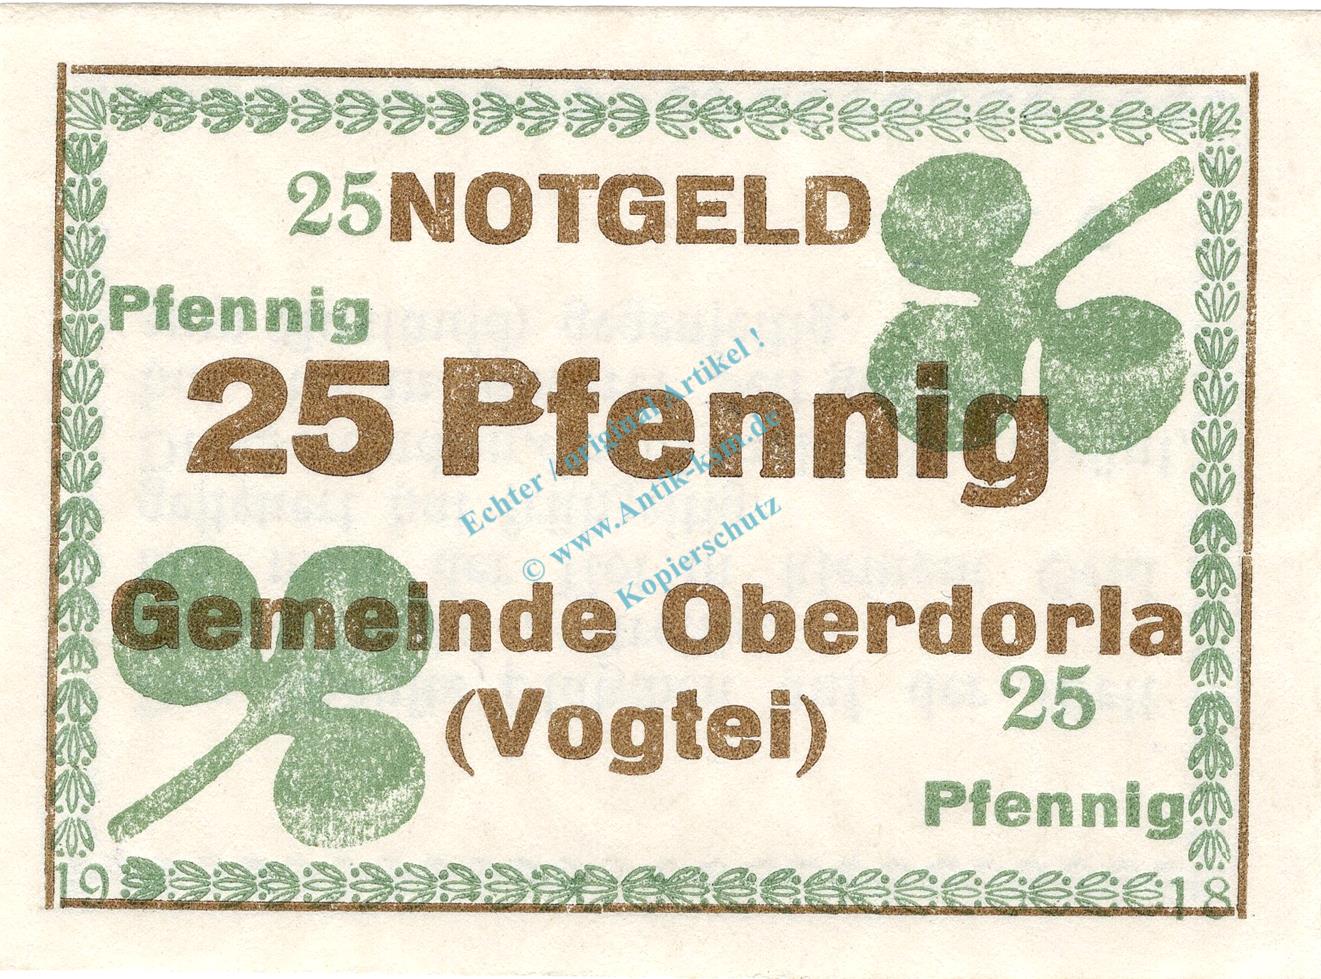 25 NOTGELD
Pfennig
25 Pfennig
Gemeinde Oberdorla
25
(Vogtei)
Pfennig
19 18
Echter / original Artikel !
© www.Antik-ksm.de
Kopierschutz